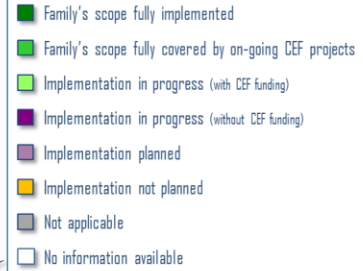 Family's scope fully implemented
Family's scope fully covered by on-going CEF projects
Implementation in progress (with CEF funding)
Implementation in progress (without CEF funding)
Implementation planned
Implementation not planned
Not applicable
No information available